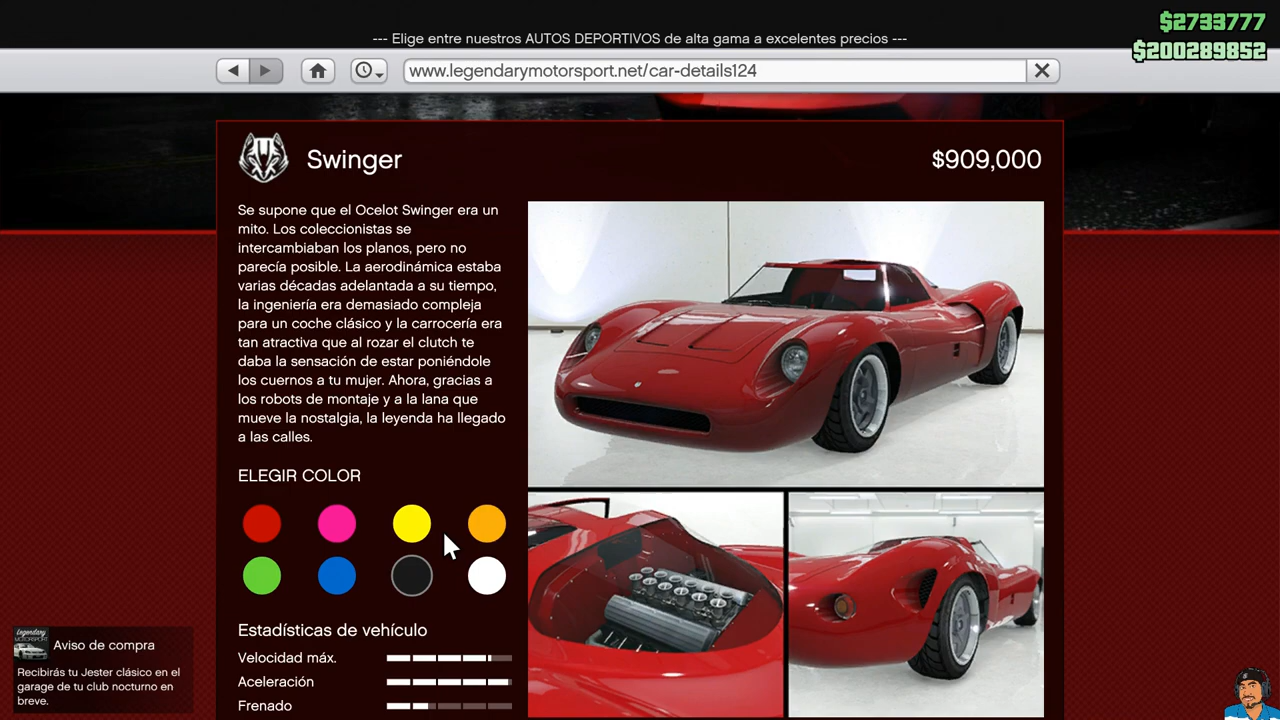 $2733777
$200289852
--- Elige entre nuestros AUTOS DEPORTIVOS de alta gama a excelentes precios ---
www.legendarymotorsport.net/car-details124
Swinger
$909,000
Se supone que el Ocelot Swinger era un
mito. Los coleccionistas se
intercambiaban los planos, pero no
parecía posible. La aerodinámica estaba
varias décadas adelantada a su tiempo,
la ingeniería era demasiado compleja
para un coche clásico y la carrocería era
tan atractiva que al rozar el clutch te
daba la sensación de estar poniéndole
los cuernos a tu mujer. Ahora, gracias a
los robots de montaje y a la lana que
mueve la nostalgia, la leyenda ha llegado
a las calles.
ELEGIR COLOR
Estadísticas de vehículo
Velocidad máx.
Aceleración
Frenado
Legendary
MOTORSPORT
Aviso de compra
Recibirás tu Jester clásico en el
garage de tu club nocturno en
breve.